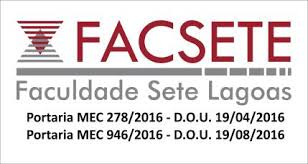 FACSETE
Faculdade Sete Lagoas
Portaria MEC 278/2016 - D.O.U. 19/04/2016
Portaria MEC 946/2016 - D.O.U. 19/08/2016